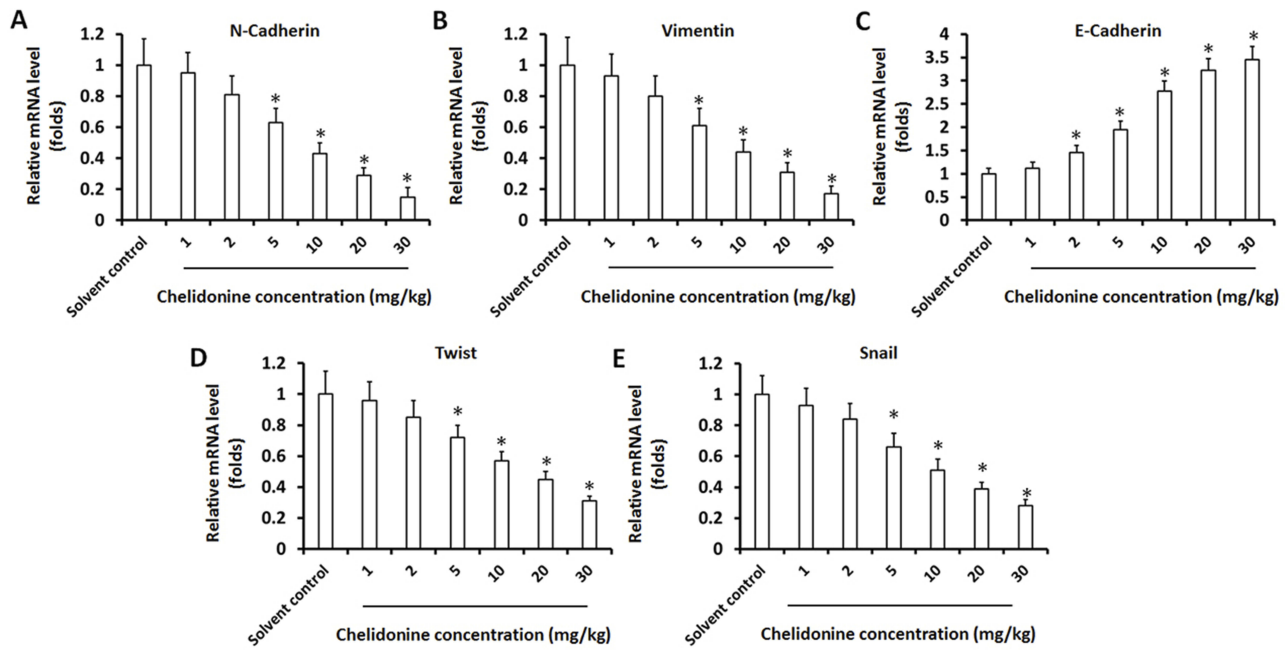 A
N-Cadherin
Relative mRNA level
(folds)
1.2
1
0.8
0.6
0.4
0.2
0
* * * *
Solvent control 1 2 5 10 20 30
Chelidonine concentration (mg/kg)
B
Vimentin
Relative mRNA level
(folds)
1.2
1
0.8
0.6
0.4
0.2
0
* * * *
Solvent control 1 2 5 10 20 30
Chelidonine concentration (mg/kg)
C
E-Cadherin
Relative mRNA level
(folds)
4
3.5
3
2.5
2
1.5
1
0.5
0
* * * * *
Solvent control 1 2 5 10 20 30
Chelidonine concentration (mg/kg)
D
Twist
Relative mRNA level
(folds)
1.2
1
0.8
0.6
0.4
0.2
0
* * * *
Solvent control 1 2 5 10 20 30
Chelidonine concentration (mg/kg)
E
Snail
Relative mRNA level
(folds)
1.2
1
0.8
0.6
0.4
0.2
0
* * * *
Solvent control 1 2 5 10 20 30
Chelidonine concentration (mg/kg)